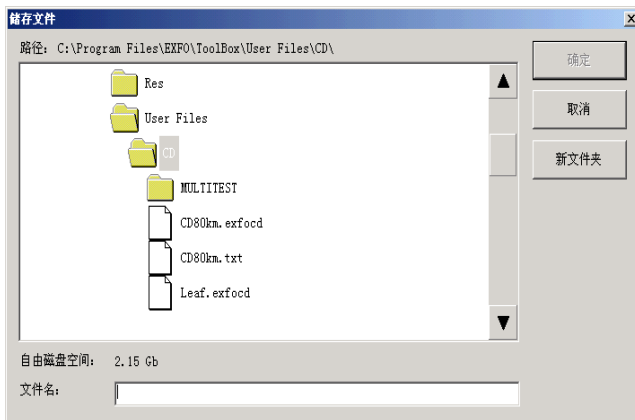 储存文件
路径: C:\Program Files\EXFO\ToolBox\User Files\CD\
Res
确定
User Files
取消
CD
新文件夹
MULTITEST
CD80km.exfocd
CD80km.txt
Leaf.exfocd
自由磁盘空间: 2.15 Gb
文件名: